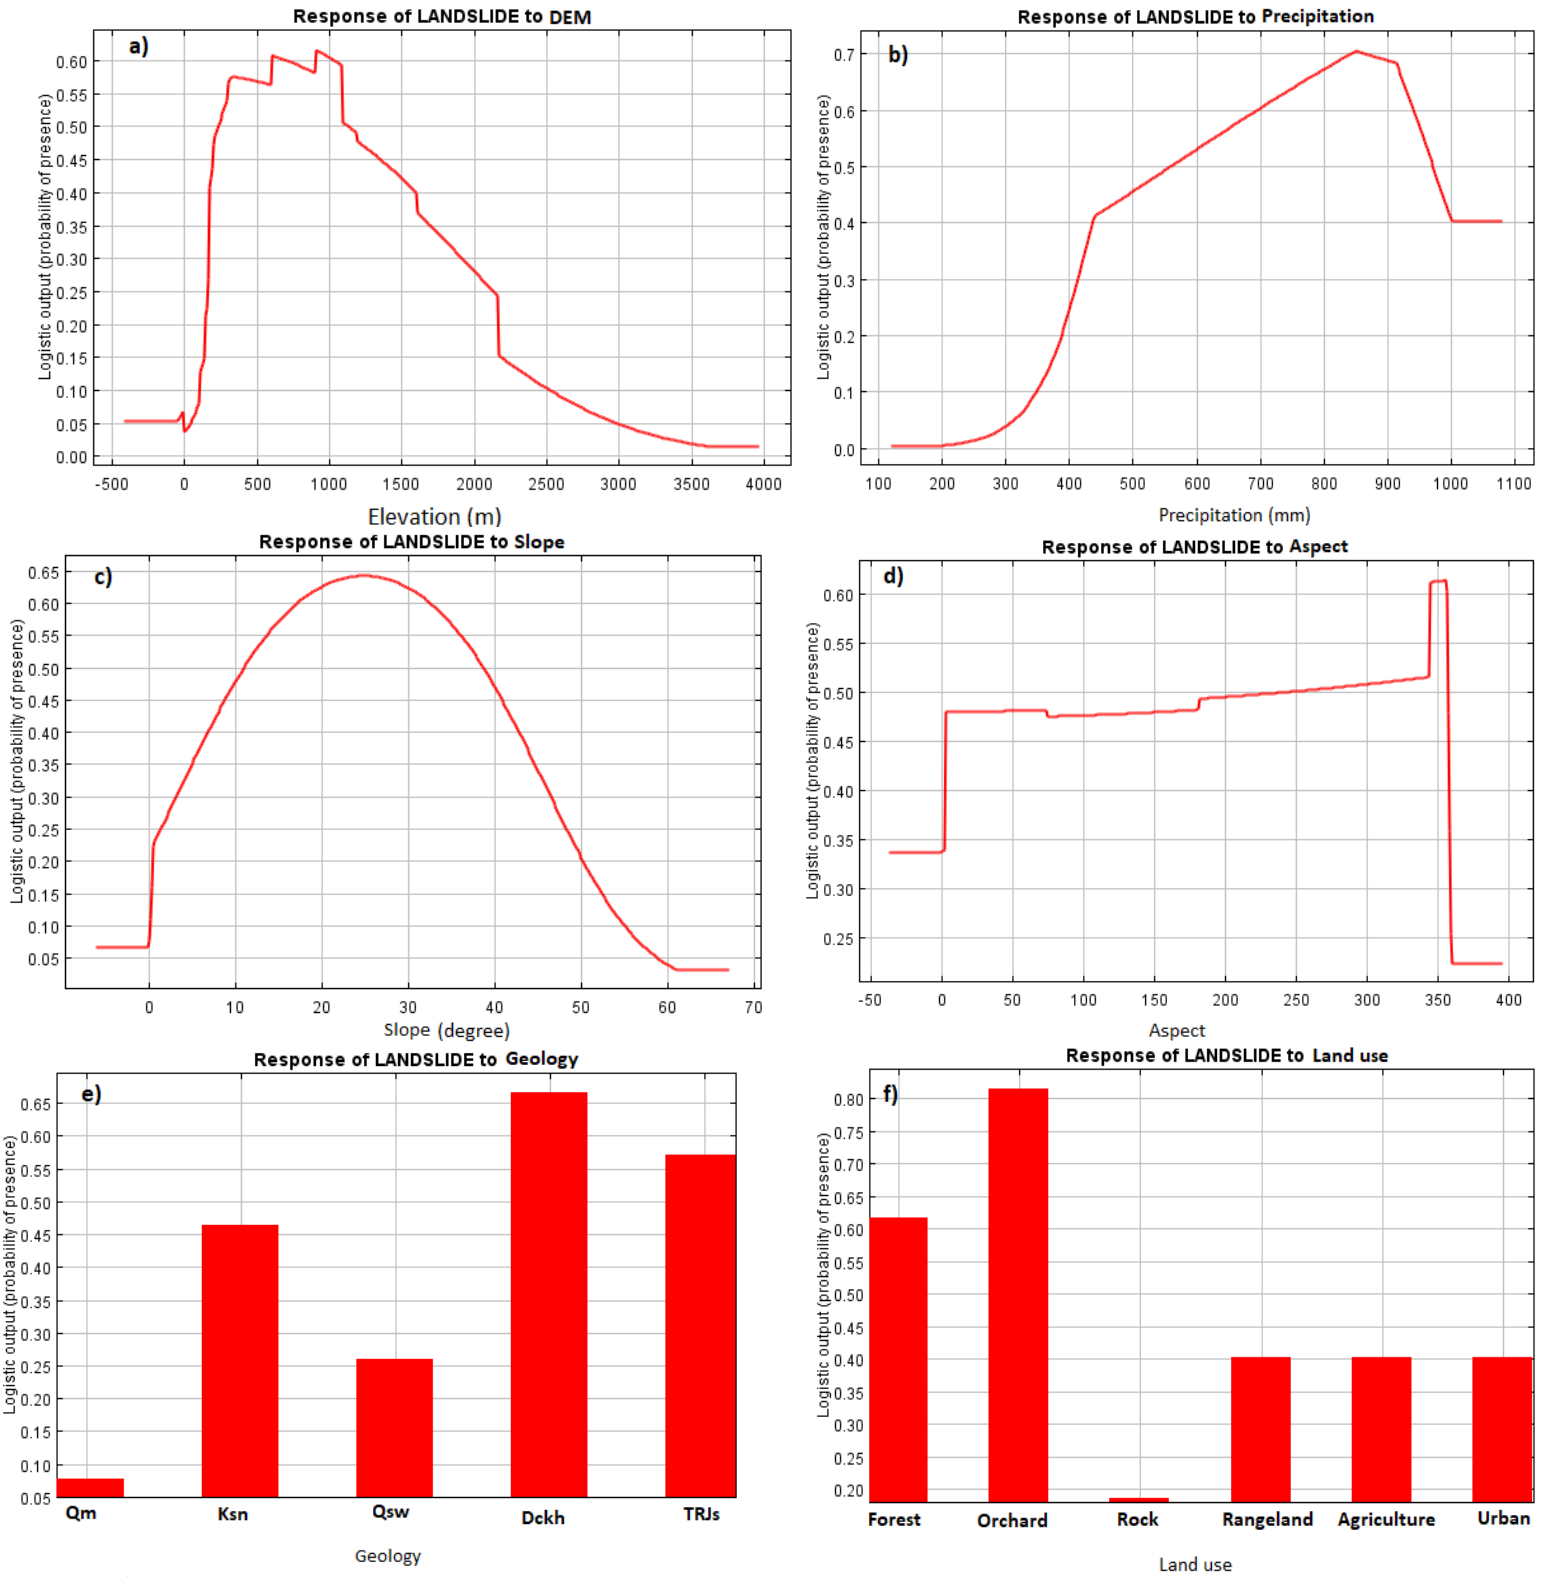 Response of LANDSLIDE to DEM
a)
Logistic output (probability of presence)
0.60
0.55
0.50
0.45
0.40
0.35
0.30
0.25
0.20
0.15
0.10
0.05
0.00
-500 0 500 1000 1500 2000 2500 3000 3500 4000
Elevation (m)
Response of LANDSLIDE to Precipitation
b)
Logistic output (probability of presence)
0.7
0.6
0.5
0.4
0.3
0.2
0.1
0.0
100 200 300 400 500 600 700 800 900 1000 1100
Precipitation (mm)
Response of LANDSLIDE to Slope
c)
Logistic output (probability of presence)
0.65
0.60
0.55
0.50
0.45
0.40
0.35
0.30
0.25
0.20
0.15
0.10
0.05
0 10 20 30 40 50 60 70
Slope (degree)
Response of LANDSLIDE to Aspect
d)
Logistic output (probability of presence)
0.60
0.55
0.50
0.45
0.40
0.35
0.30
0.25
-50 0 50 100 150 200 250 300 350 400
Aspect
Response of LANDSLIDE to Geology
e)
Logistic output (probability of presence)
0.65
0.60
0.55
0.50
0.45
0.40
0.35
0.30
0.25
0.20
0.15
0.10
0.05
Qm Ksn Qsw Dckh TRJs
Geology
Response of LANDSLIDE to Land use
f)
Logistic output (probability of presence)
0.80
0.75
0.70
0.65
0.60
0.55
0.50
0.45
0.40
0.35
0.30
0.25
0.20
Forest Orchard Rock Rangeland Agriculture Urban
Land use